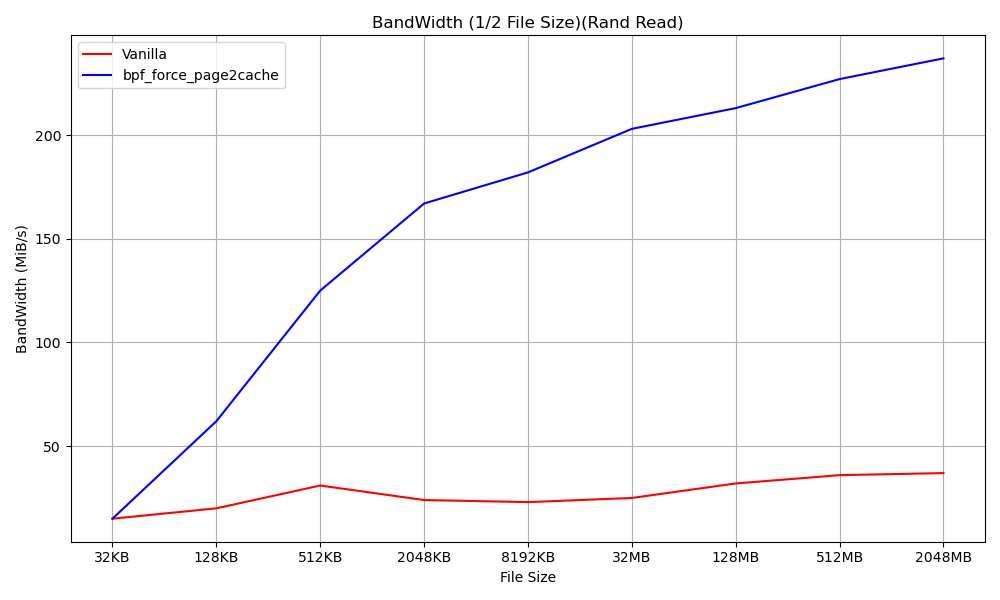 BandWidth (1/2 File Size)(Rand Read)
Vanilla
bpf_force_page2cache
200
150
100
50
BandWidth (MiB/s)
32KB 128KB 512KB 2048KB 8192KB 32MB 128MB 512MB 2048MB
File Size